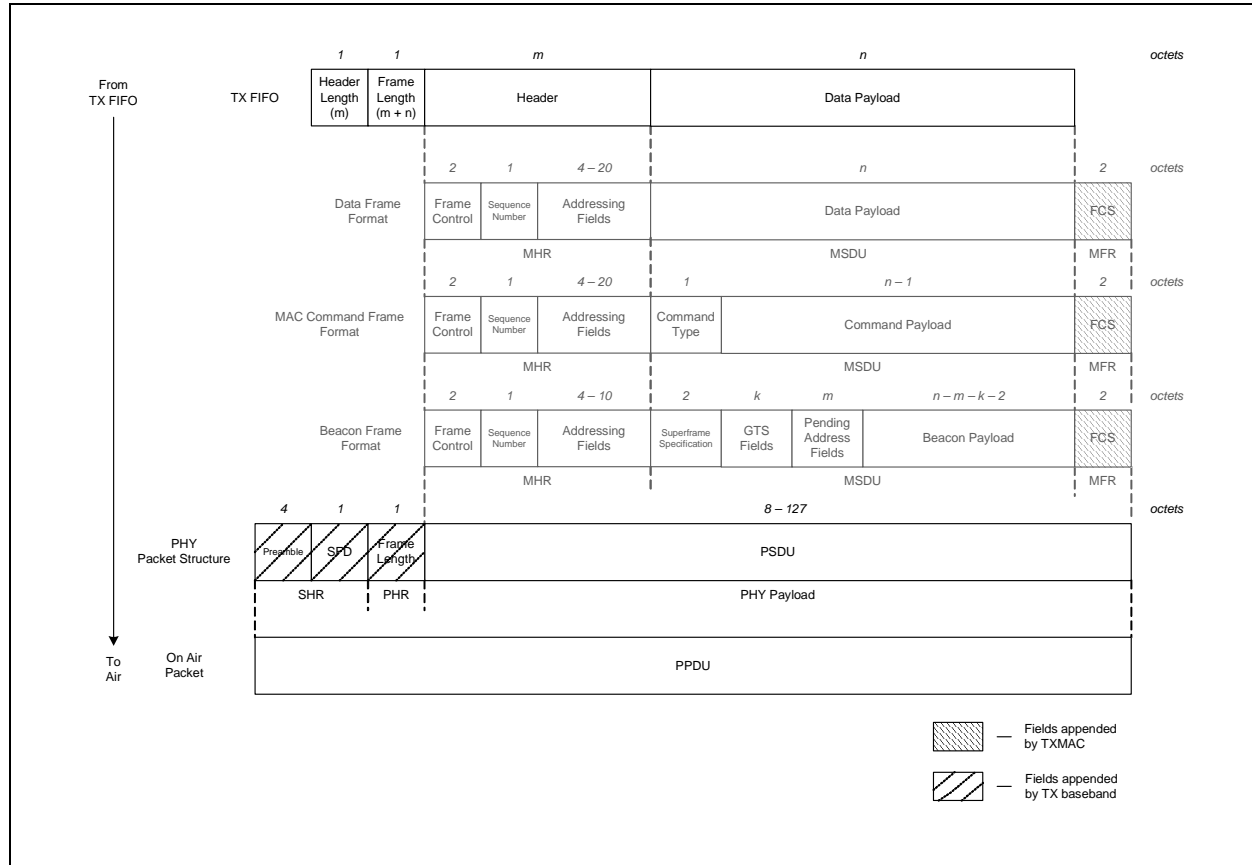 1 1 m n octets
From
TX FIFO
TX FIFO
Header
Length
(m)
Frame
Length
(m + n)
Header
Data Payload
2 1 4 – 20 n 2 octets
Data Frame
Format
Frame
Control
Sequence
Number
Addressing
Fields
Data Payload
FCS
MHR MSDU MFR
2 1 4 – 20 1 n – 1 2 octets
MAC Command Frame
Format
Frame
Control
Sequence
Number
Addressing
Fields
Command
Type
Command Payload
FCS
MHR MSDU MFR
2 1 4 – 10 2 k m n – m – k – 2 2 octets
Beacon Frame
Format
Frame
Control
Sequence
Number
Addressing
Fields
Superframe
Specification
GTS
Fields
Pending
Address
Fields
Beacon Payload
FCS
MHR MSDU MFR
4 1 1 8 – 127 octets
PHY
Packet Structure
Preamble
SFD
Frame
Length
PSDU
SHR PHR PHY Payload
To
Air
On Air
Packet
PPDU
— Fields appended
by TXMAC
— Fields appended
by TX baseband